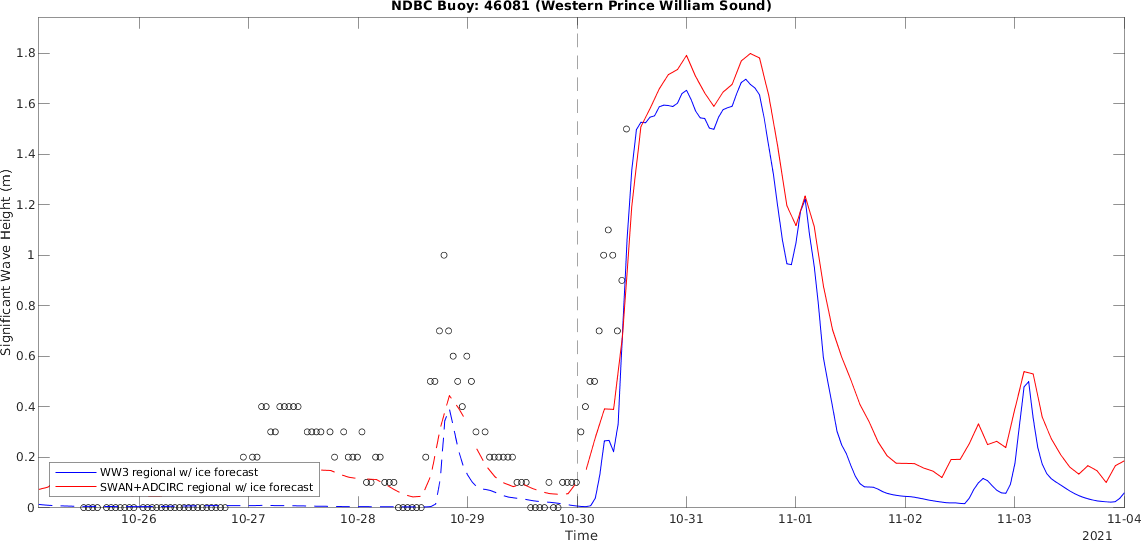 NDBC Buoy: 46081 (Western Prince William Sound)
Significant Wave Height (m)
1.8
1.6
1.4
1.2
1
0.8
0.6
0.4
0.2
0
WW3 regional w/ ice forecast
SWAN+ADCIRC regional w/ ice forecast
10-26 10-27 10-28 10-29 10-30 10-31 11-01 11-02 11-03 11-04
Time
2021